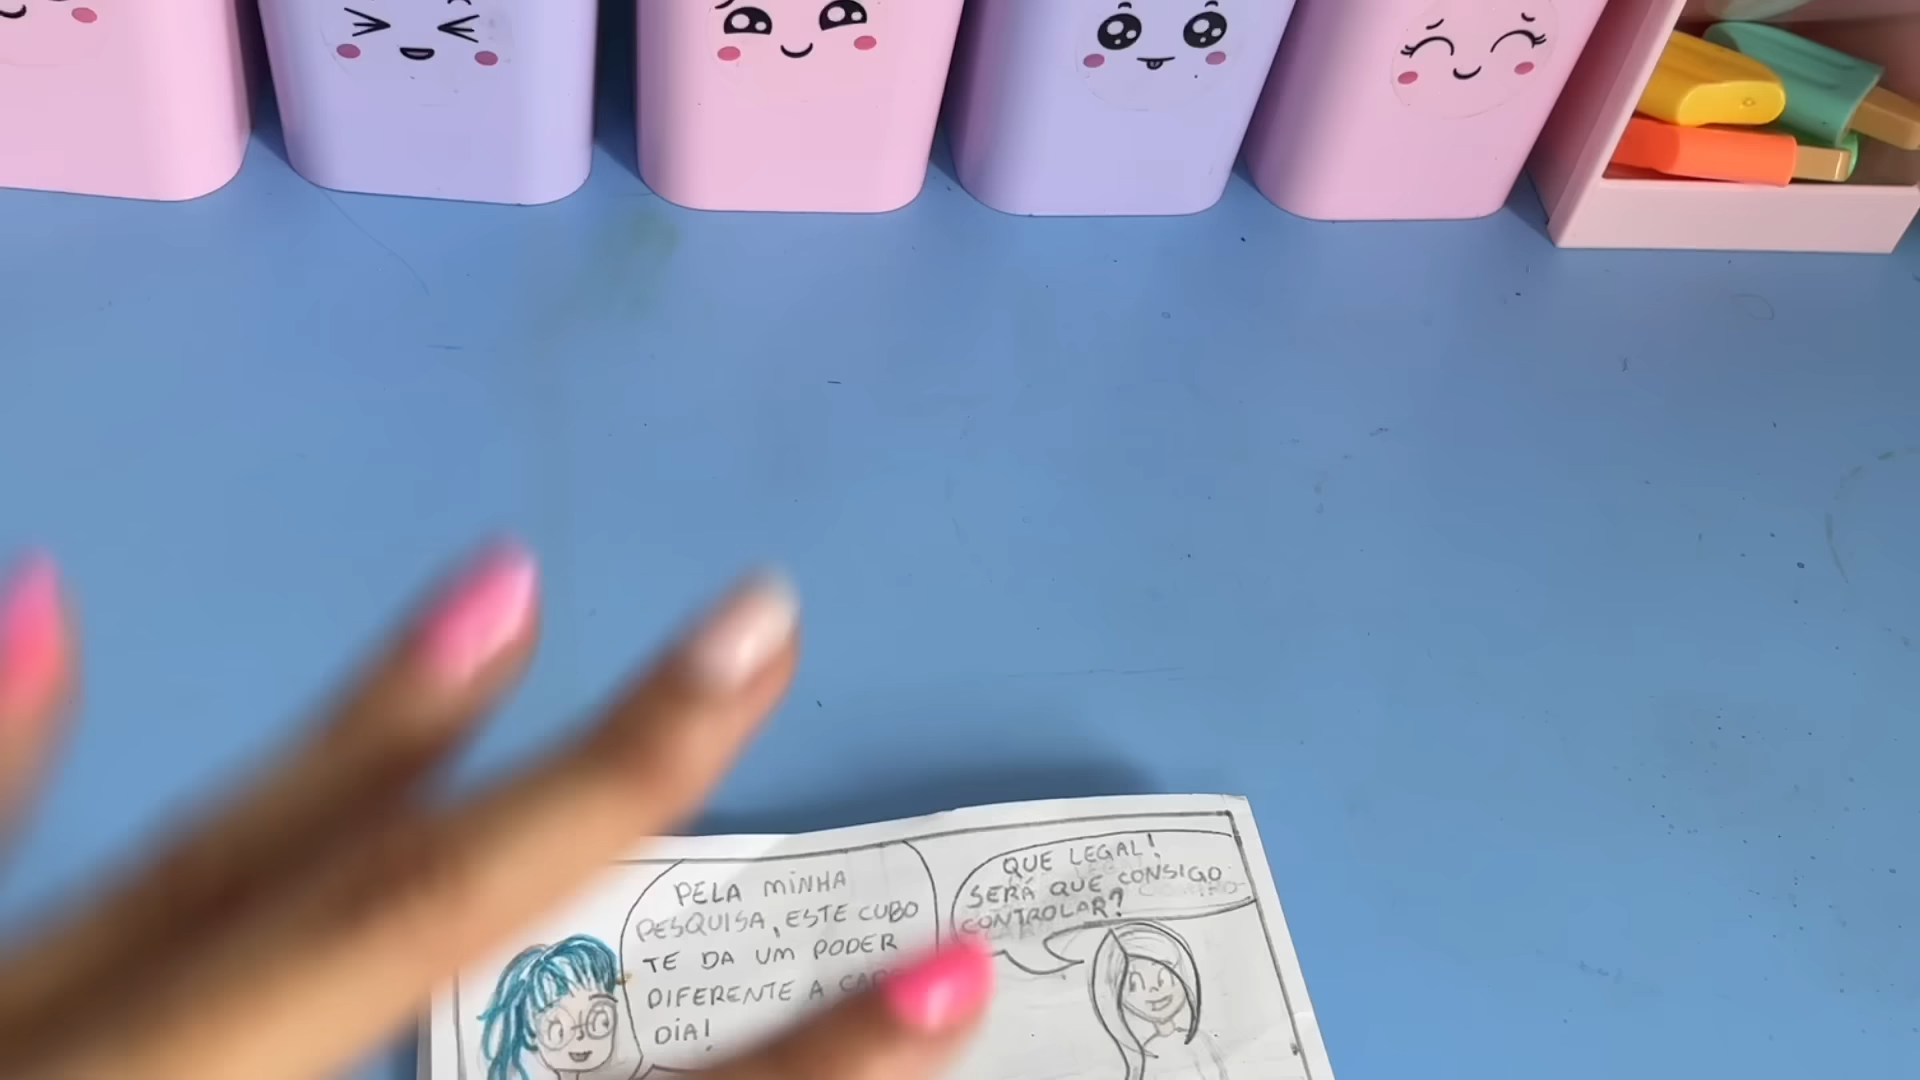 PELA MINHA
PESQUISA, ESTE CUBO
TE DA UM PODER
DIFERENTE A
DIA!
QUE LEGAL!
SERÁ QUE CONSIGO
CONTROLAR?